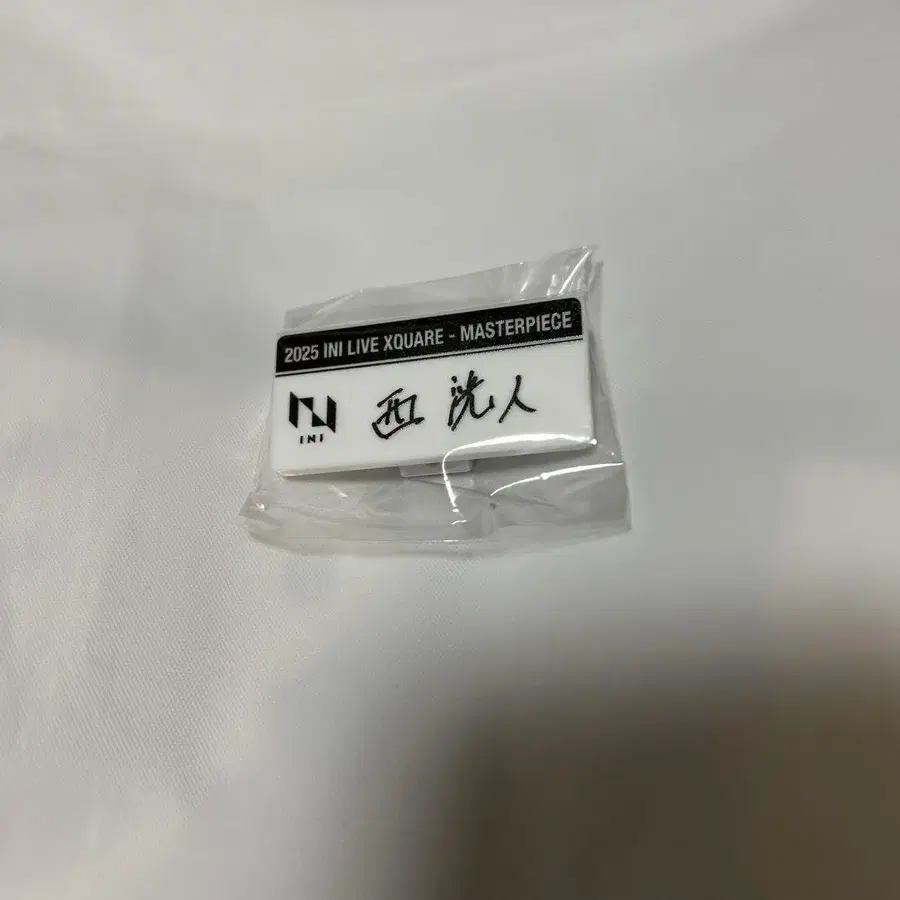 2025 INI LIVE XQUARE - MASTERPIECE
西 洸人
INI